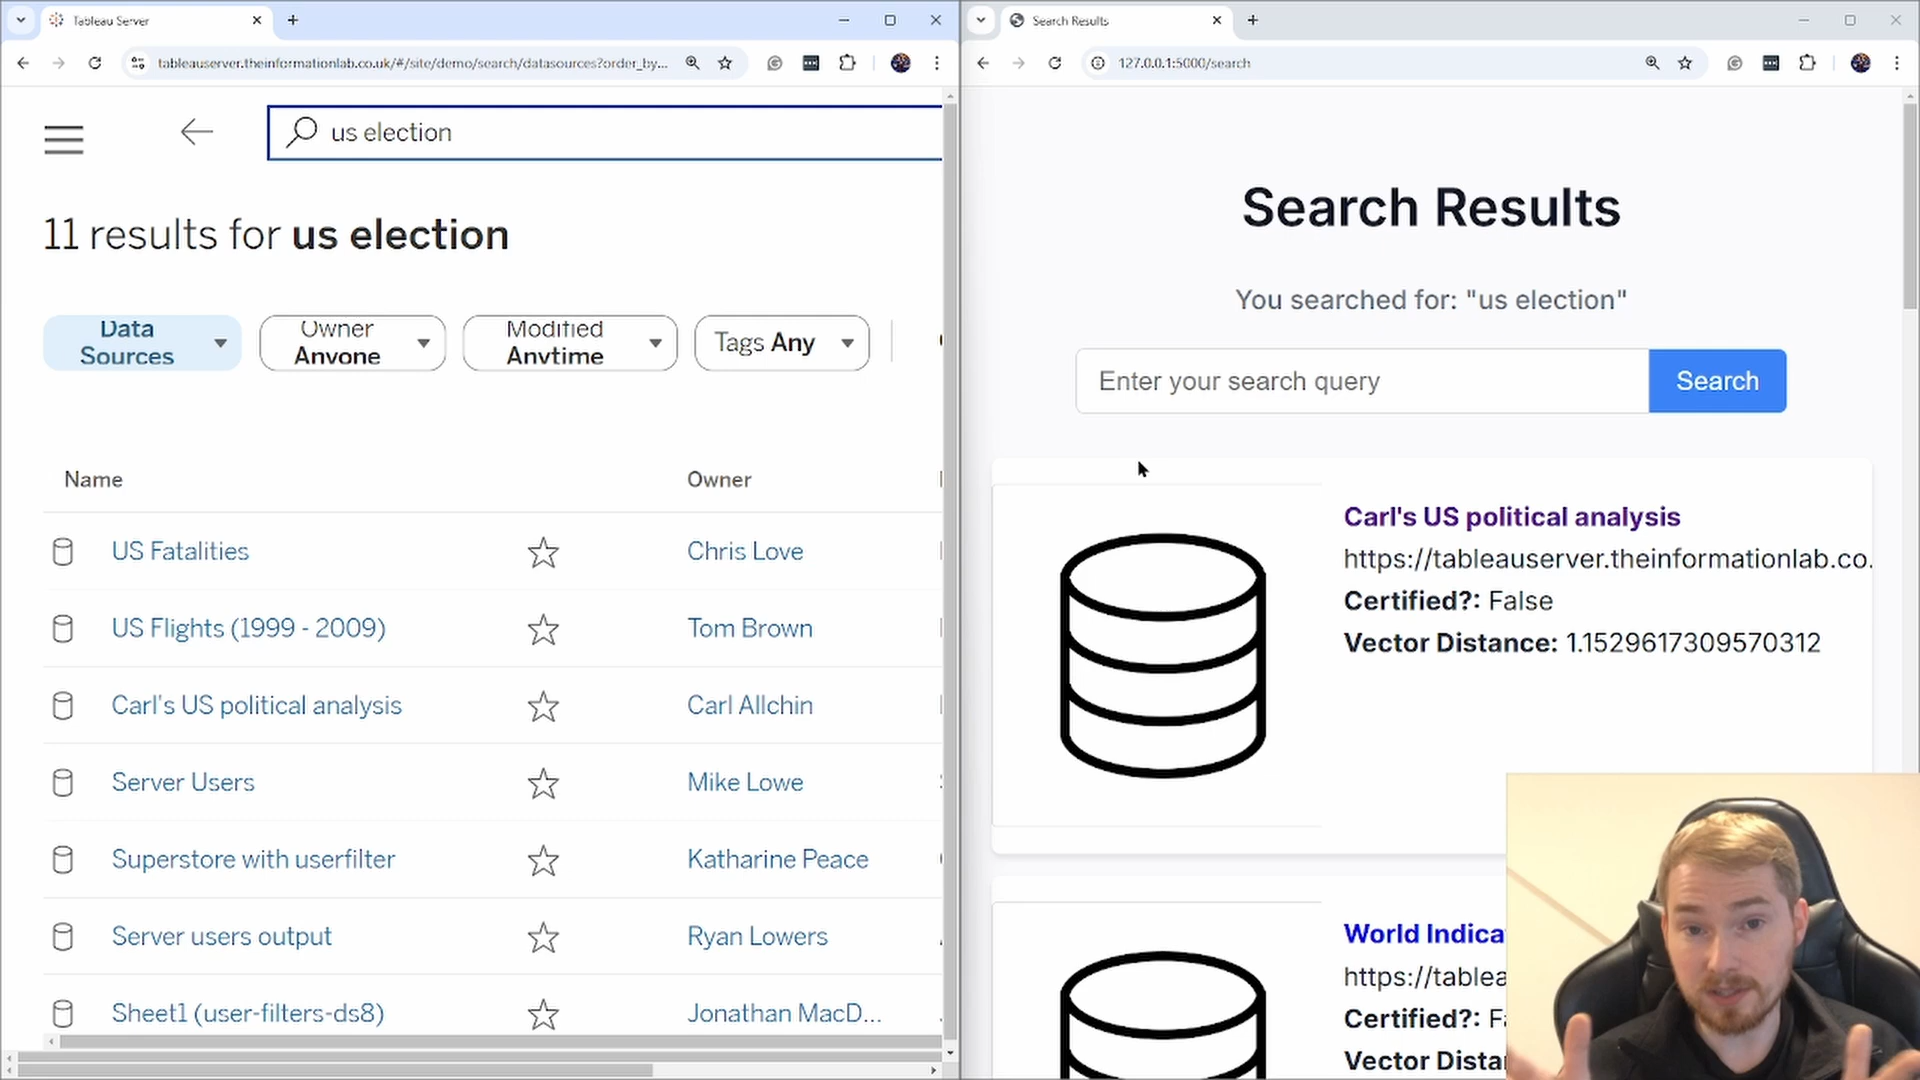 Tableau Server
tableauserver.theinformationlab.co.uk/#/site/demo/search/datasources?order_by...
us election
11 results for us election
Data Sources
Owner Anyone
Modified Anytime
Tags Any
Name
Owner
US Fatalities
Chris Love
US Flights (1999 - 2009)
Tom Brown
Carl's US political analysis
Carl Allchin
Server Users
Mike Lowe
Superstore with userfilter
Katharine Peace
Server users output
Ryan Lowers
Sheet1 (user-filters-ds8)
Jonathan MacD...
Search Results
127.0.0.1:5000/search
Search Results
You searched for: "us election"
Enter your search query
Search
Carl's US political analysis
https://tableauserver.theinformationlab.co.
Certified?: False
Vector Distance: 1.1529617309570312
World Indica
https://tablea
Certified?: Fa
Vector Distan